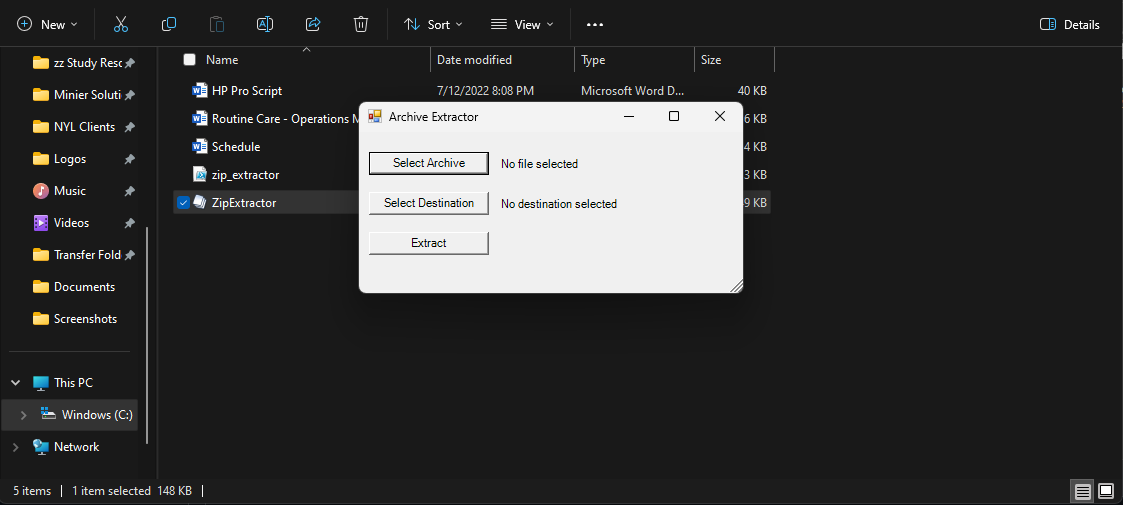 New
Sort
View
Details
Name
Date modified
Type
Size
zz Study Resc
Minier Soluti
NYL Clients
Logos
Music
Videos
Transfer Fold
Documents
Screenshots
This PC
Windows (C:)
Network
HP Pro Script 7/12/2022 8:08 PM Microsoft Word D... 40 KB
Routine Care - Operations M 6 KB
Schedule 4 KB
zip_extractor 3 KB
ZipExtractor 9 KB
Archive Extractor
Select Archive No file selected
Select Destination No destination selected
Extract
5 items 1 item selected 148 KB